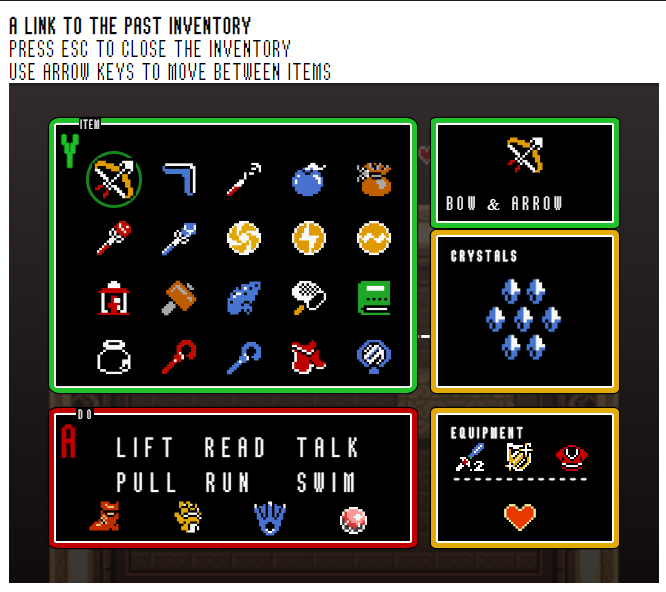 A LINK TO THE PAST INVENTORY
PRESS ESC TO CLOSE THE INVENTORY
USE ARROW KEYS TO MOVE BETWEEN ITEMS
ITEM
Y
BOW & ARROW
CRYSTALS
DO
A
LIFT READ TALK
PULL RUN SWIM
EQUIPMENT
.2